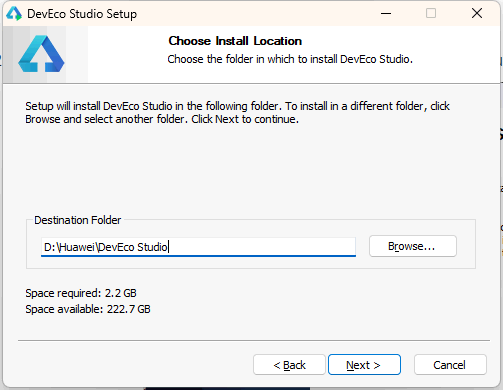 DevEco Studio Setup
Choose Install Location
Choose the folder in which to install DevEco Studio.
Setup will install DevEco Studio in the following folder. To install in a different folder, click
Browse and select another folder. Click Next to continue.
Destination Folder
D:\Huawei\DevEco Studio
Browse...
Space required: 2.2 GB
Space available: 222.7 GB
< Back
Next >
Cancel